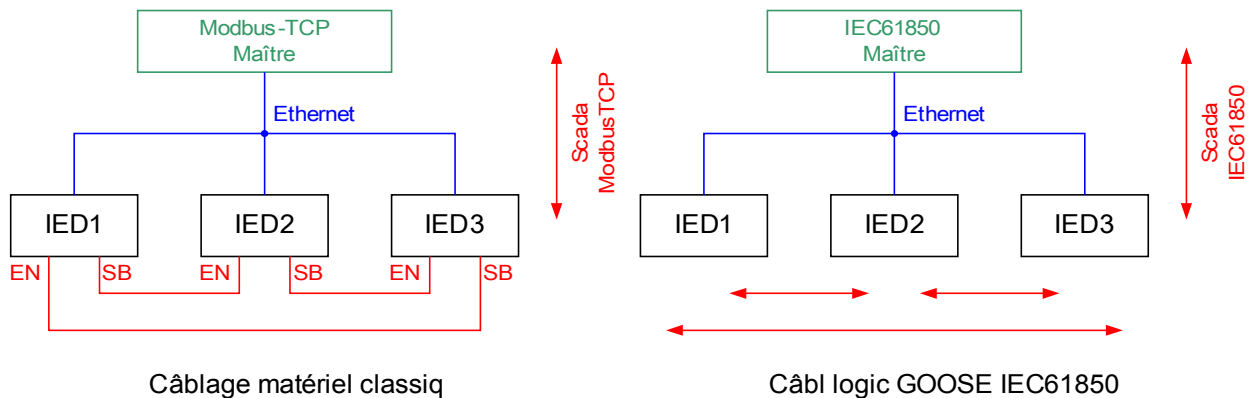 Modbus-TCP
Maître
Ethernet
Scada
ModbusTCP
IED1
IED2
IED3
EN
SB
EN
SB
EN
SB
Câblage matériel classiq
IEC61850
Maître
Ethernet
Scada
IEC61850
IED1
IED2
IED3
Câbl logic GOOSE IEC61850